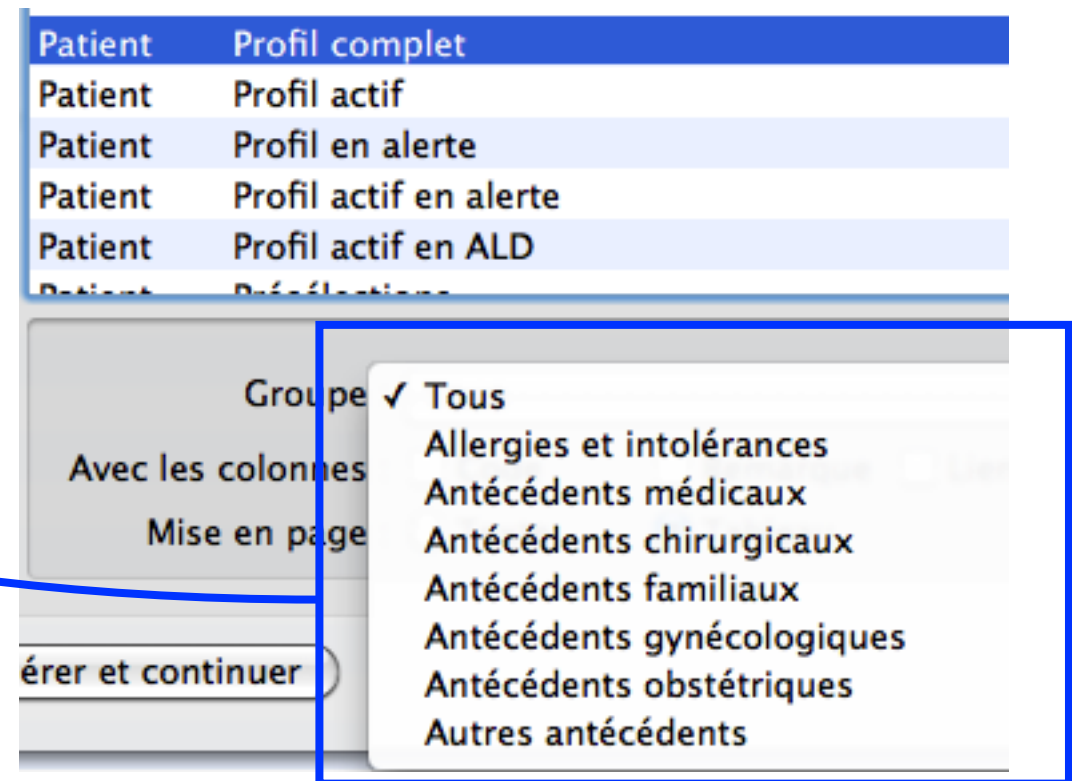 Patient Profil complet
Patient Profil actif
Patient Profil en alerte
Patient Profil actif en alerte
Patient Profil actif en ALD
Patient Présélections
Groupe ✓ Tous
Allergies et intolérances
Avec les colonnes
Antécédents médicaux
Mise en page
Antécédents chirurgicaux
Antécédents familiaux
Antécédents gynécologiques
érer et continuer
Antécédents obstétriques
Autres antécédents